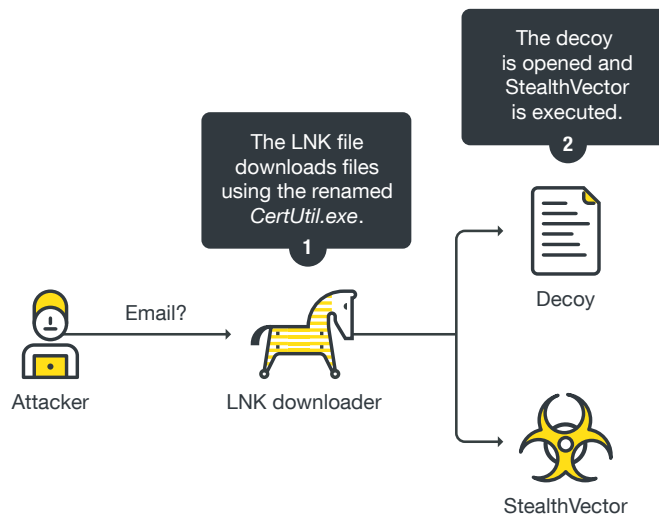 The decoy
is opened and
StealthVector
is executed.
2
The LNK file
downloads files
using the renamed
CertUtil.exe.
1
Decoy
Email?
Attacker
LNK downloader
StealthVector